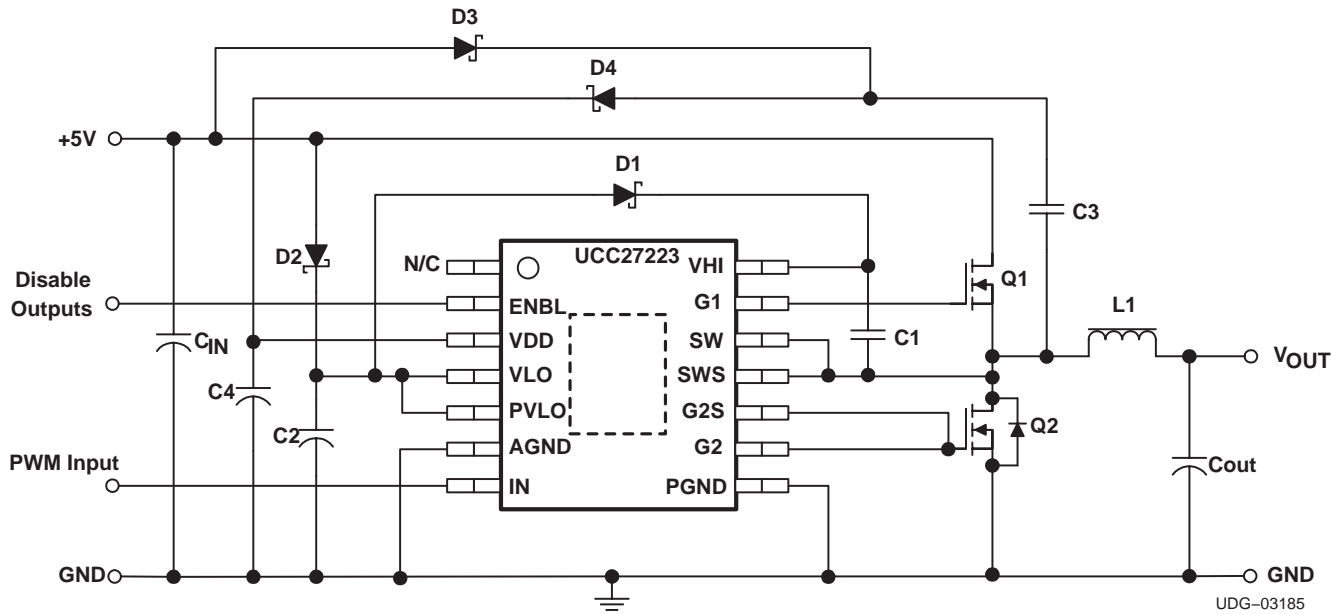 D3
D4
+5V
D1
C3
D2
N/C
UCC27223
VHI
Q1
Disable
Outputs
ENBL
G1
L1
CIN
VDD
SW
C1
VOUT
C4
VLO
SWS
C2
PVLO
G2S
Q2
PWM Input
AGND
G2
Cout
IN
PGND
GND
GND
UDG–03185